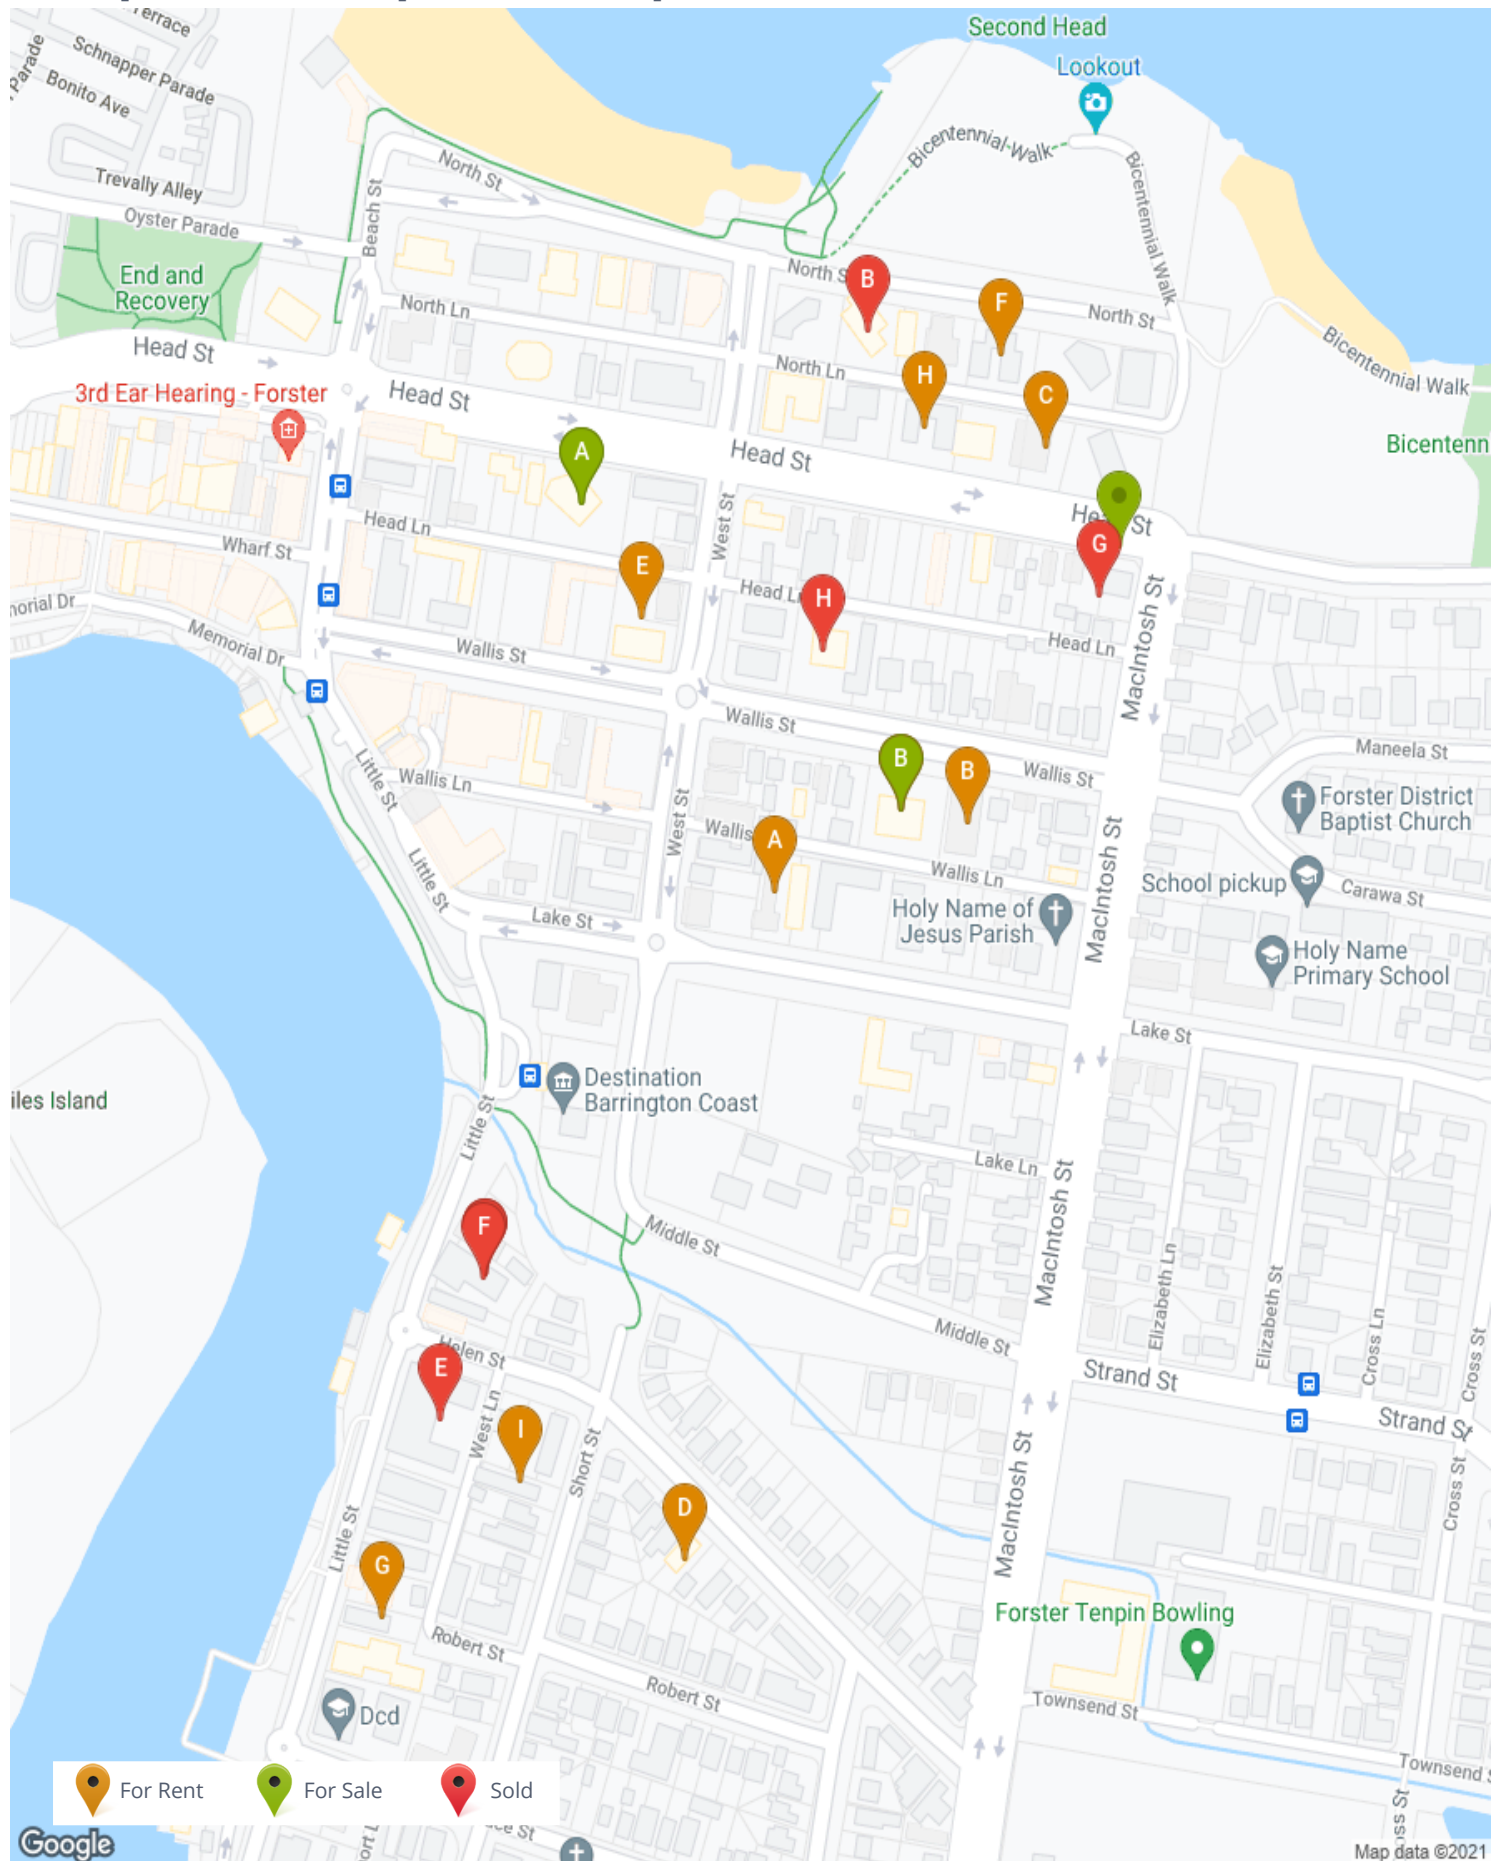 Second Head
Lookout
Schnapper Parade
Bonito Ave
Parade
Bicentennial Walk
Bicentennial Walk
North St
Trevally Alley
Beach St
Oyster Parade
End and
Recovery
North St
B
F
North Ln
North St
Bicentennial Walk
Head St
North Ln
H
C
3rd Ear Hearing - Forster
Head St
A
Head St
Bicentenn
Head Ln
West St
Head St
G
Wharf St
E
Head Ln
H
MacIntosh St
Memorial Dr
Wallis St
Head Ln
Wallis St
Maneela St
Little St
Wallis Ln
B
B
Wallis St
Forster District
Baptist Church
West St
Wallis
A
MacIntosh St
Little St
Wallis Ln
School pickup
Carawa St
Lake St
Holy Name of
Jesus Parish
Holy Name
Primary School
Lake St
Destination
Barrington Coast
iles Island
Little St
Lake Ln
MacIntosh St
F
Middle St
Elizabeth Ln
Elizabeth St
Cross Ln
Cross St
Middle St
Helen St
E
Strand St
Strand St
West Ln
I
Short St
MacIntosh St
Cross St
D
Little St
G
Forster Tenpin Bowling
Robert St
Robert St
Townsend St
Dcd
Townsend S
For Rent
For Sale
Sold
Google
Map data ©2021